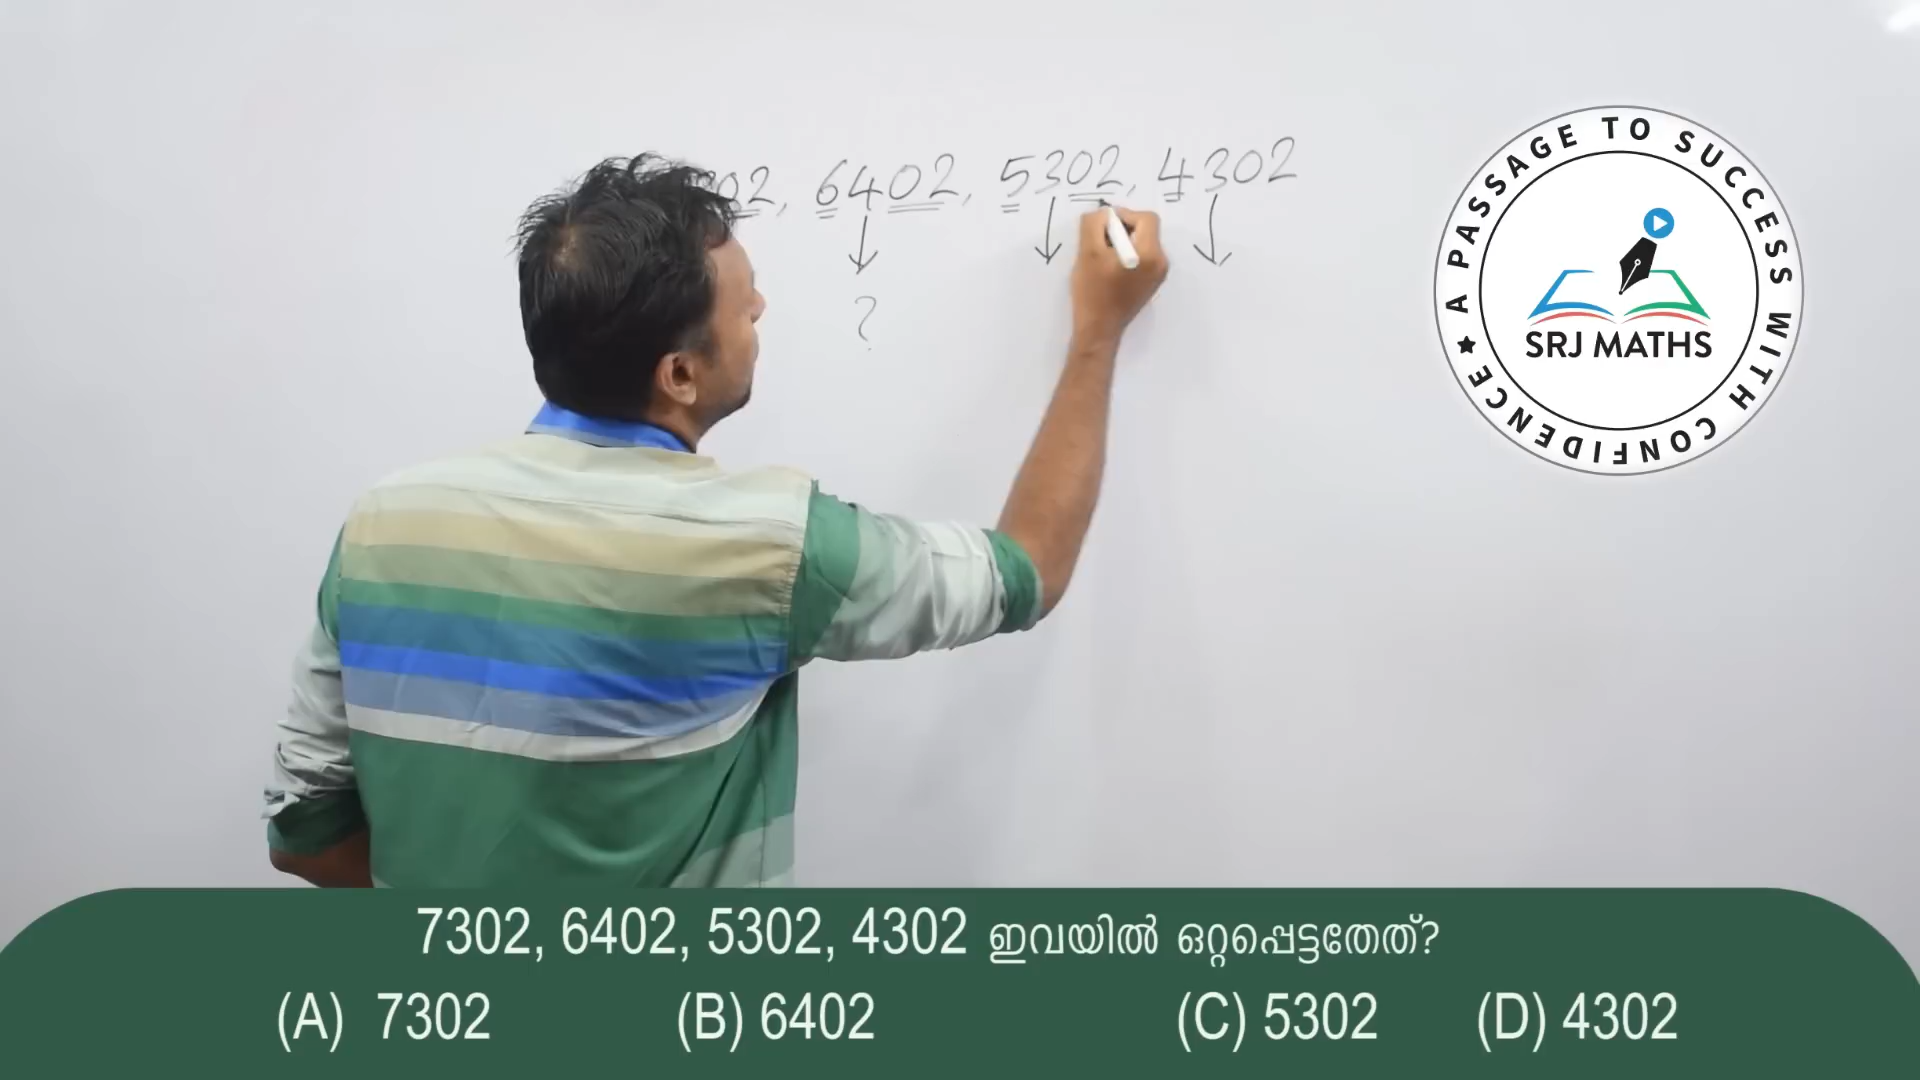 02, 6402, 5302, 4302
?
A PASSAGE TO SUCCESS WITH CONFIDENCE ★
SRJ MATHS
7302, 6402, 5302, 4302 ഇവയിൽ ഒറ്റപ്പെട്ടതേത്?
(A) 7302 (B) 6402 (C) 5302 (D) 4302